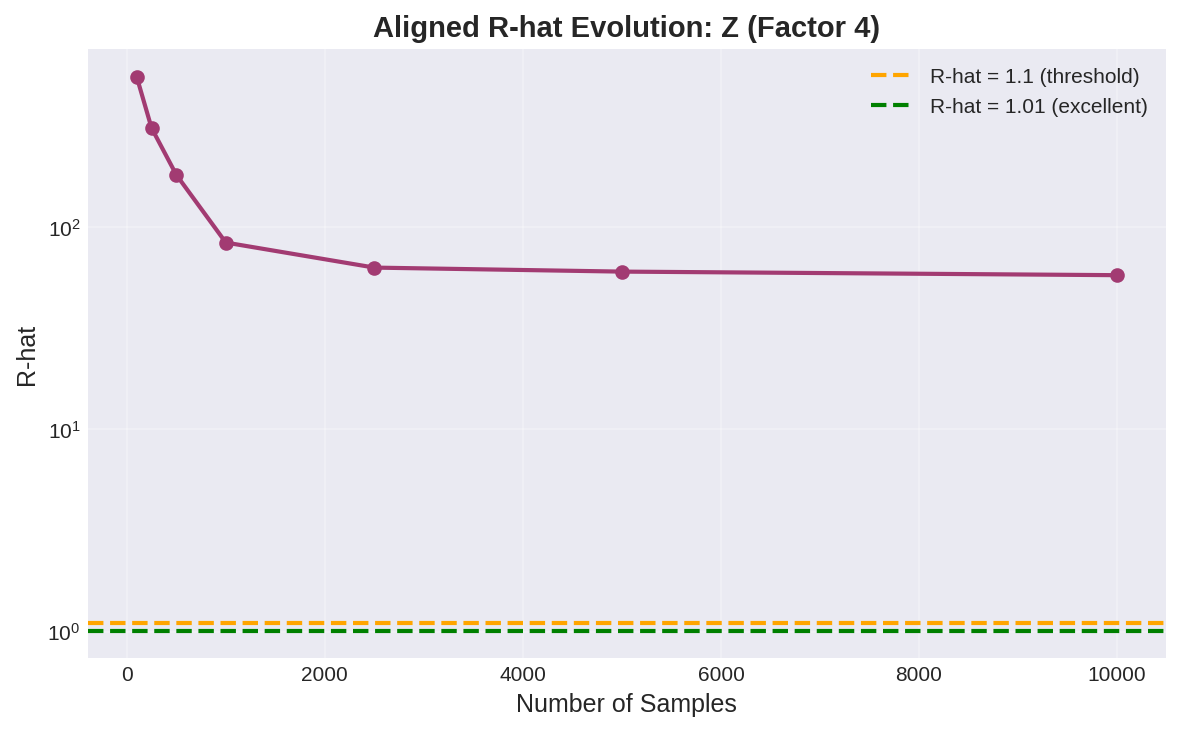 Aligned R-hat Evolution: Z (Factor 4)
R-hat = 1.1 (threshold)
R-hat = 1.01 (excellent)
10²
10¹
10⁰
R-hat
0 2000 4000 6000 8000 10000
Number of Samples